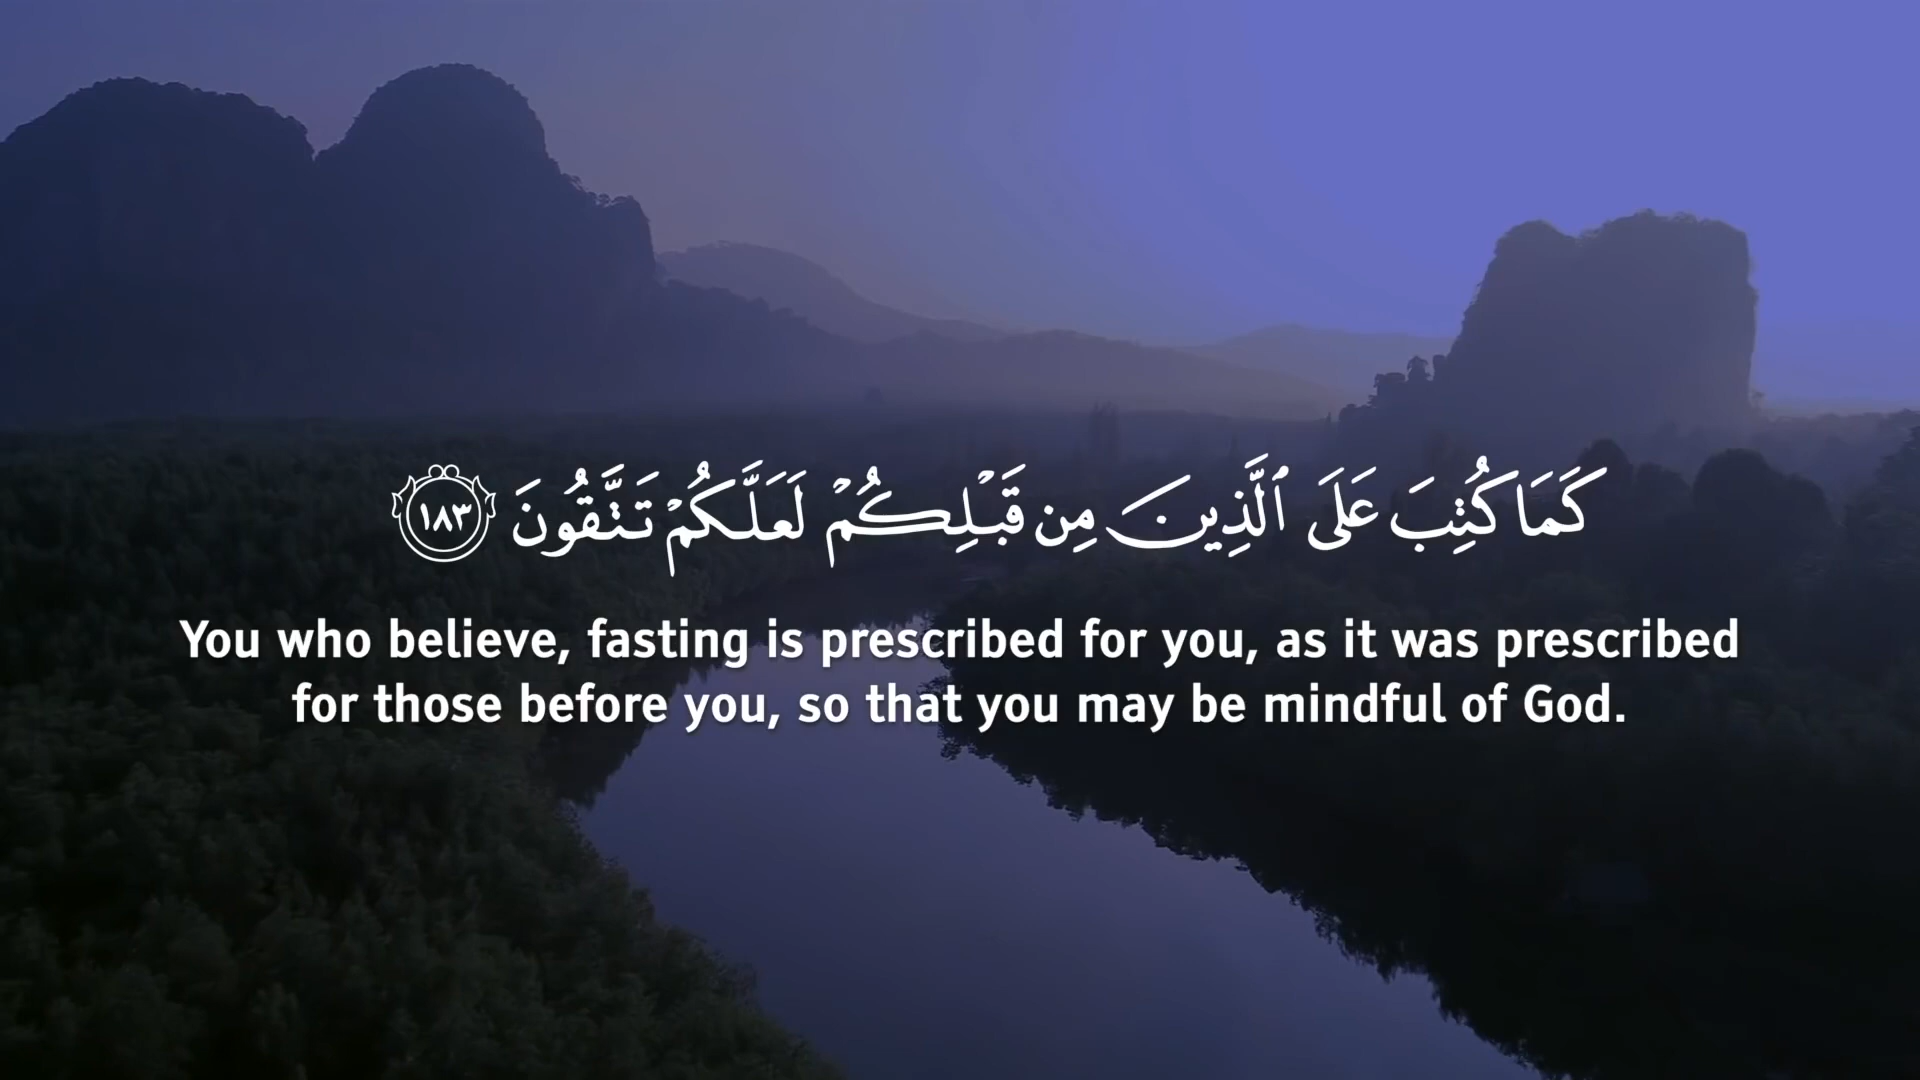 كَمَا كُتِبَ عَلَى ٱلَّذِينَ مِن قَبْلِكُمْ لَعَلَّكُمْ تَتَّقُونَ ١٨٣
You who believe, fasting is prescribed for you, as it was prescribed
for those before you, so that you may be mindful of God.